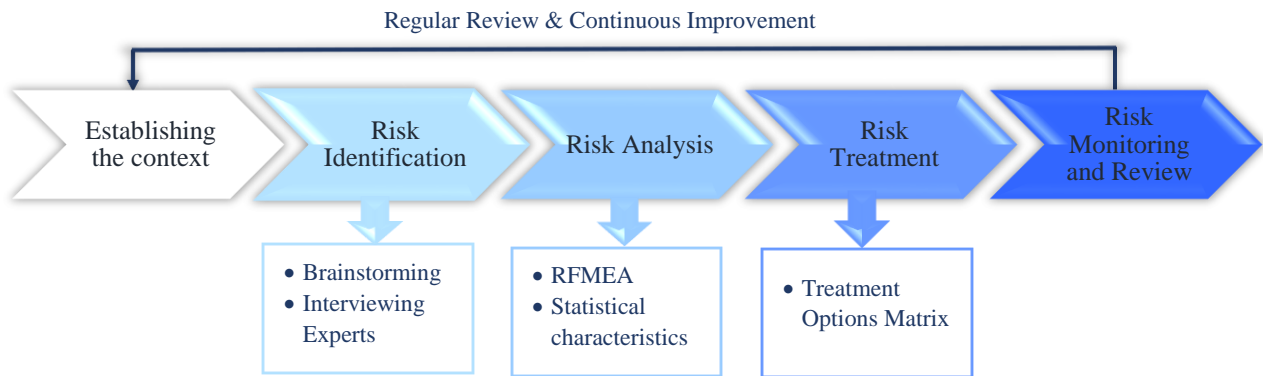 Regular Review & Continuous Improvement
Establishing
the context
Risk
Identification
Risk Analysis
Risk
Treatment
Risk
Monitoring
and Review
• Brainstorming
• Interviewing
Experts
• RFMEA
• Statistical
characteristics
• Treatment
Options Matrix